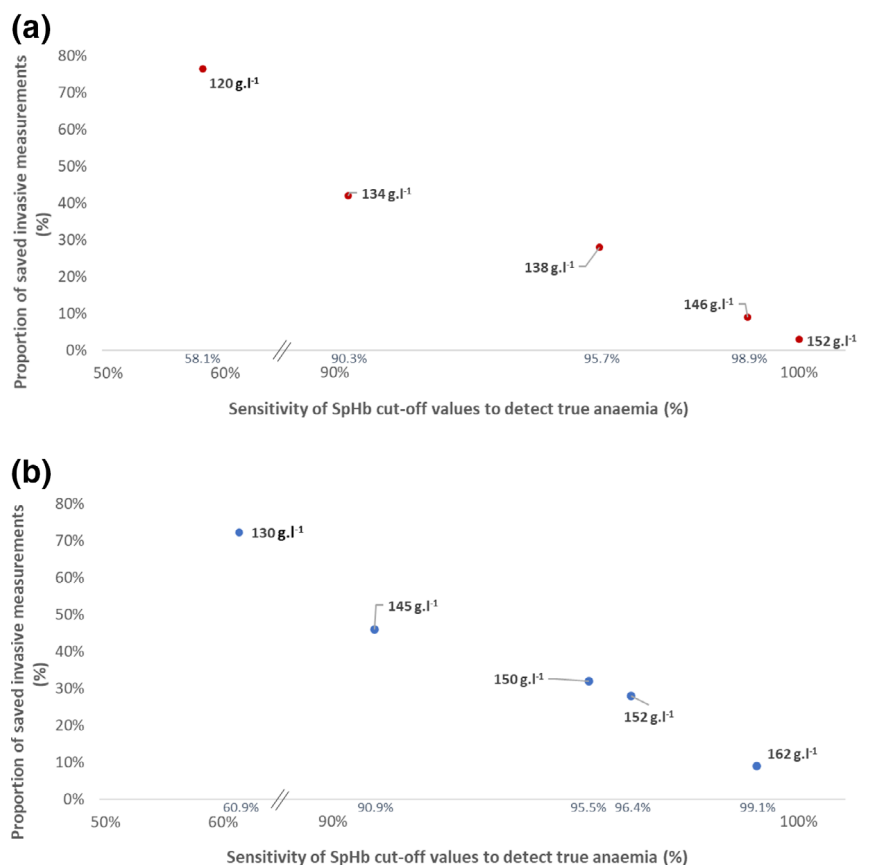 (a)
Proportion of saved invasive measurements
(%)
80%
70%
60%
50%
40%
30%
20%
10%
0%
120 g.l-1
134 g.l-1
138 g.l-1
146 g.l-1
152 g.l-1
58.1% 90.3% 95.7% 98.9%
50% 60% 90% 100%
Sensitivity of SpHb cut-off values to detect true anaemia (%)
(b)
Proportion of saved invasive measurements
(%)
80%
70%
60%
50%
40%
30%
20%
10%
0%
130 g.l-1
145 g.l-1
150 g.l-1
152 g.l-1
162 g.l-1
60.9% 90.9% 95.5% 96.4% 99.1%
50% 60% 90% 100%
Sensitivity of SpHb cut-off values to detect true anaemia (%)